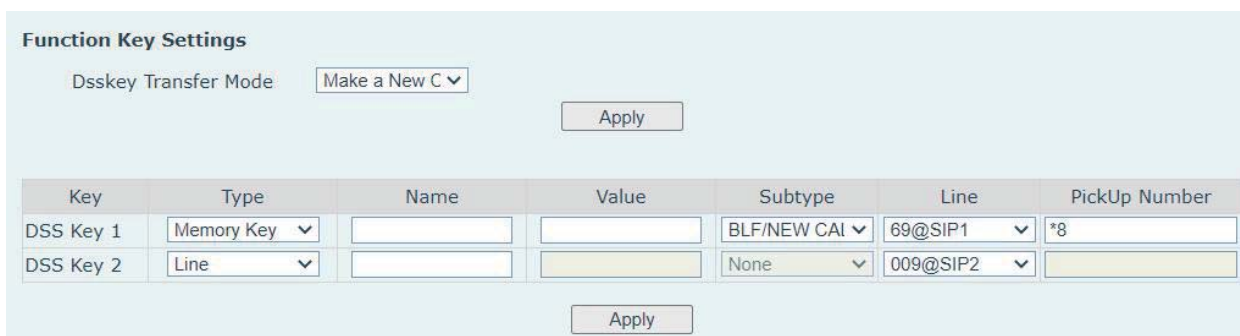 Function Key Settings
Dsskey Transfer Mode Make a New C
Apply
Key Type Name Value Subtype Line PickUp Number
DSS Key 1 Memory Key BLF/NEW CAL 69@SIP1 *8
DSS Key 2 Line None 009@SIP2
Apply